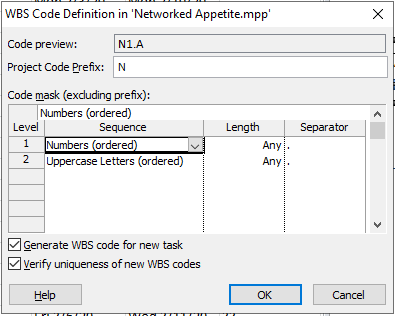 WBS Code Definition in 'Networked Appetite.mpp'
Code preview: N1.A
Project Code Prefix: N
Code mask (excluding prefix):
Numbers (ordered)
Level Sequence Length Separator
1 Numbers (ordered) Any .
2 Uppercase Letters (ordered) Any .
Generate WBS code for new task
Verify uniqueness of new WBS codes
Help OK Cancel